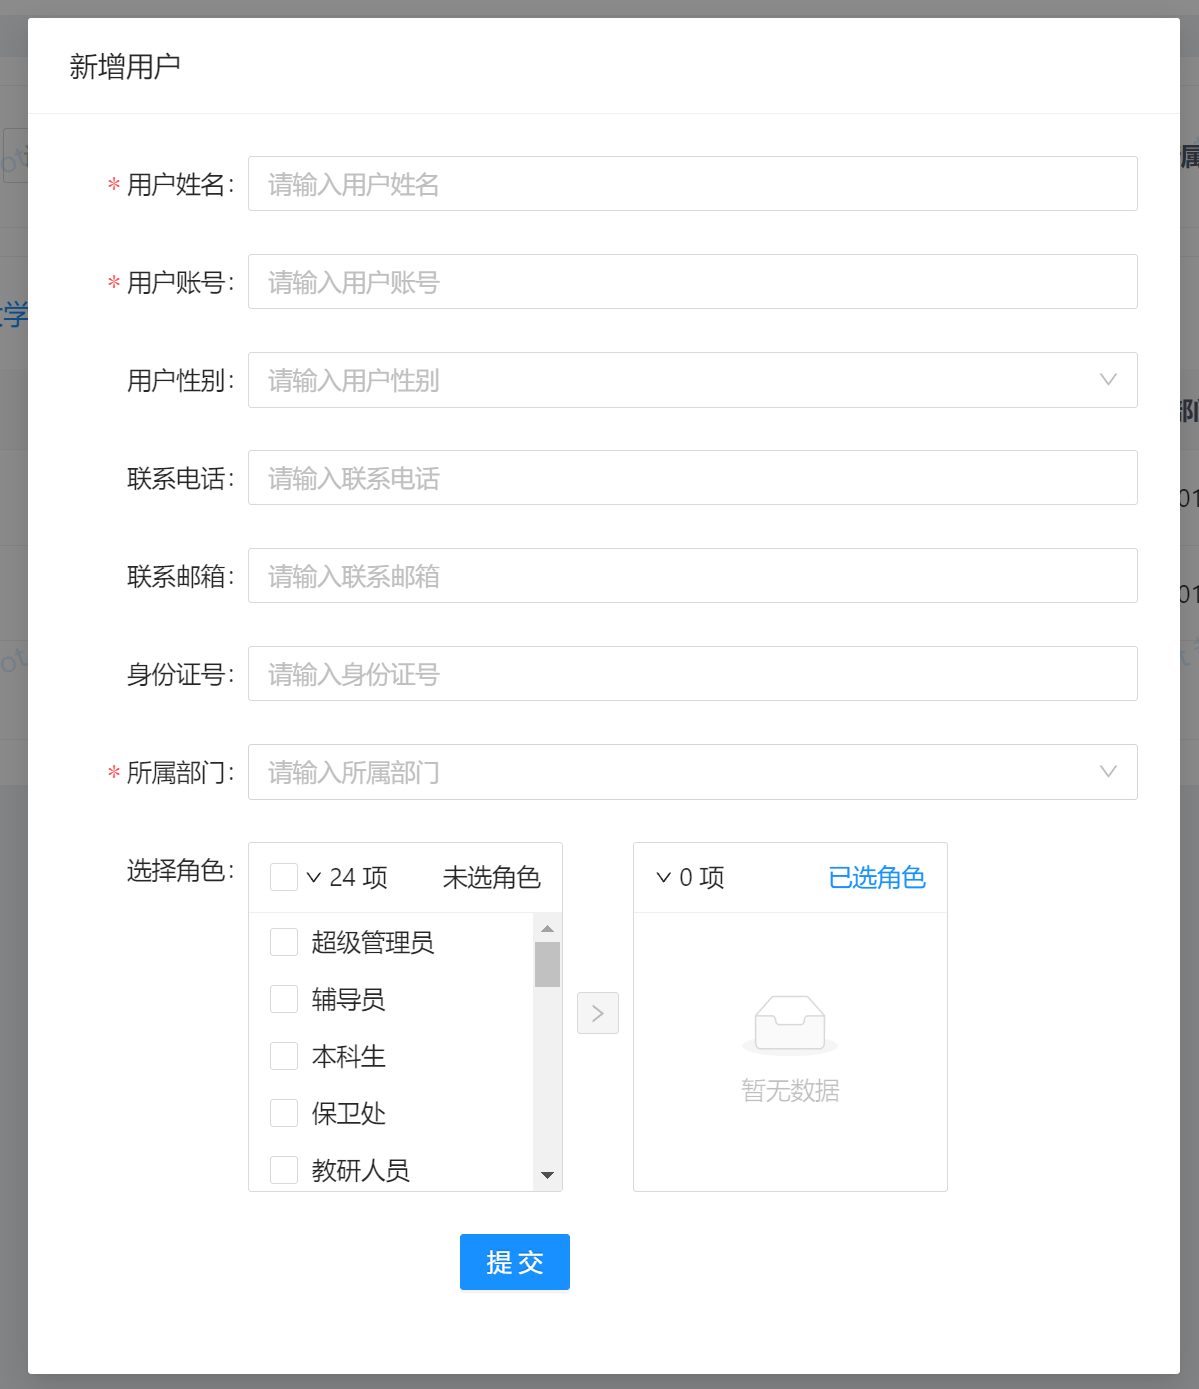 新增用户
* 用户姓名: 请输入用户姓名
* 用户账号: 请输入用户账号
用户性别: 请输入用户性别
联系电话: 请输入联系电话
联系邮箱: 请输入联系邮箱
身份证号: 请输入身份证号
* 所属部门: 请输入所属部门
选择角色: 24 项 未选角色 0 项 已选角色
超级管理员
辅导员
本科生
保卫处
教研人员
暂无数据
提 交